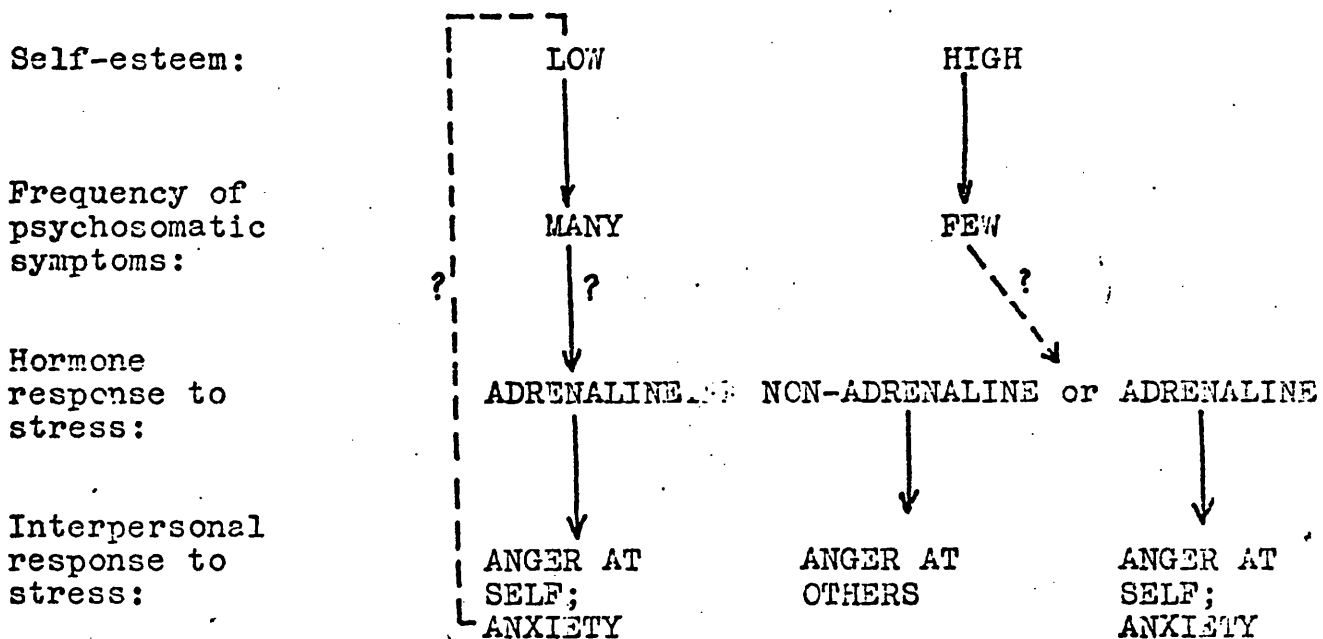 Self-esteem: LOW HIGH
Frequency of
psychosomatic MANY FEW
symptoms:
? ? ?
Hormone
response to ADRENALINE NON-ADRENALINE or ADRENALINE
stress:
Interpersonal
response to ANGER AT ANGER AT ANGER AT
stress: SELF; OTHERS SELF;
ANXIETY ANXIETY